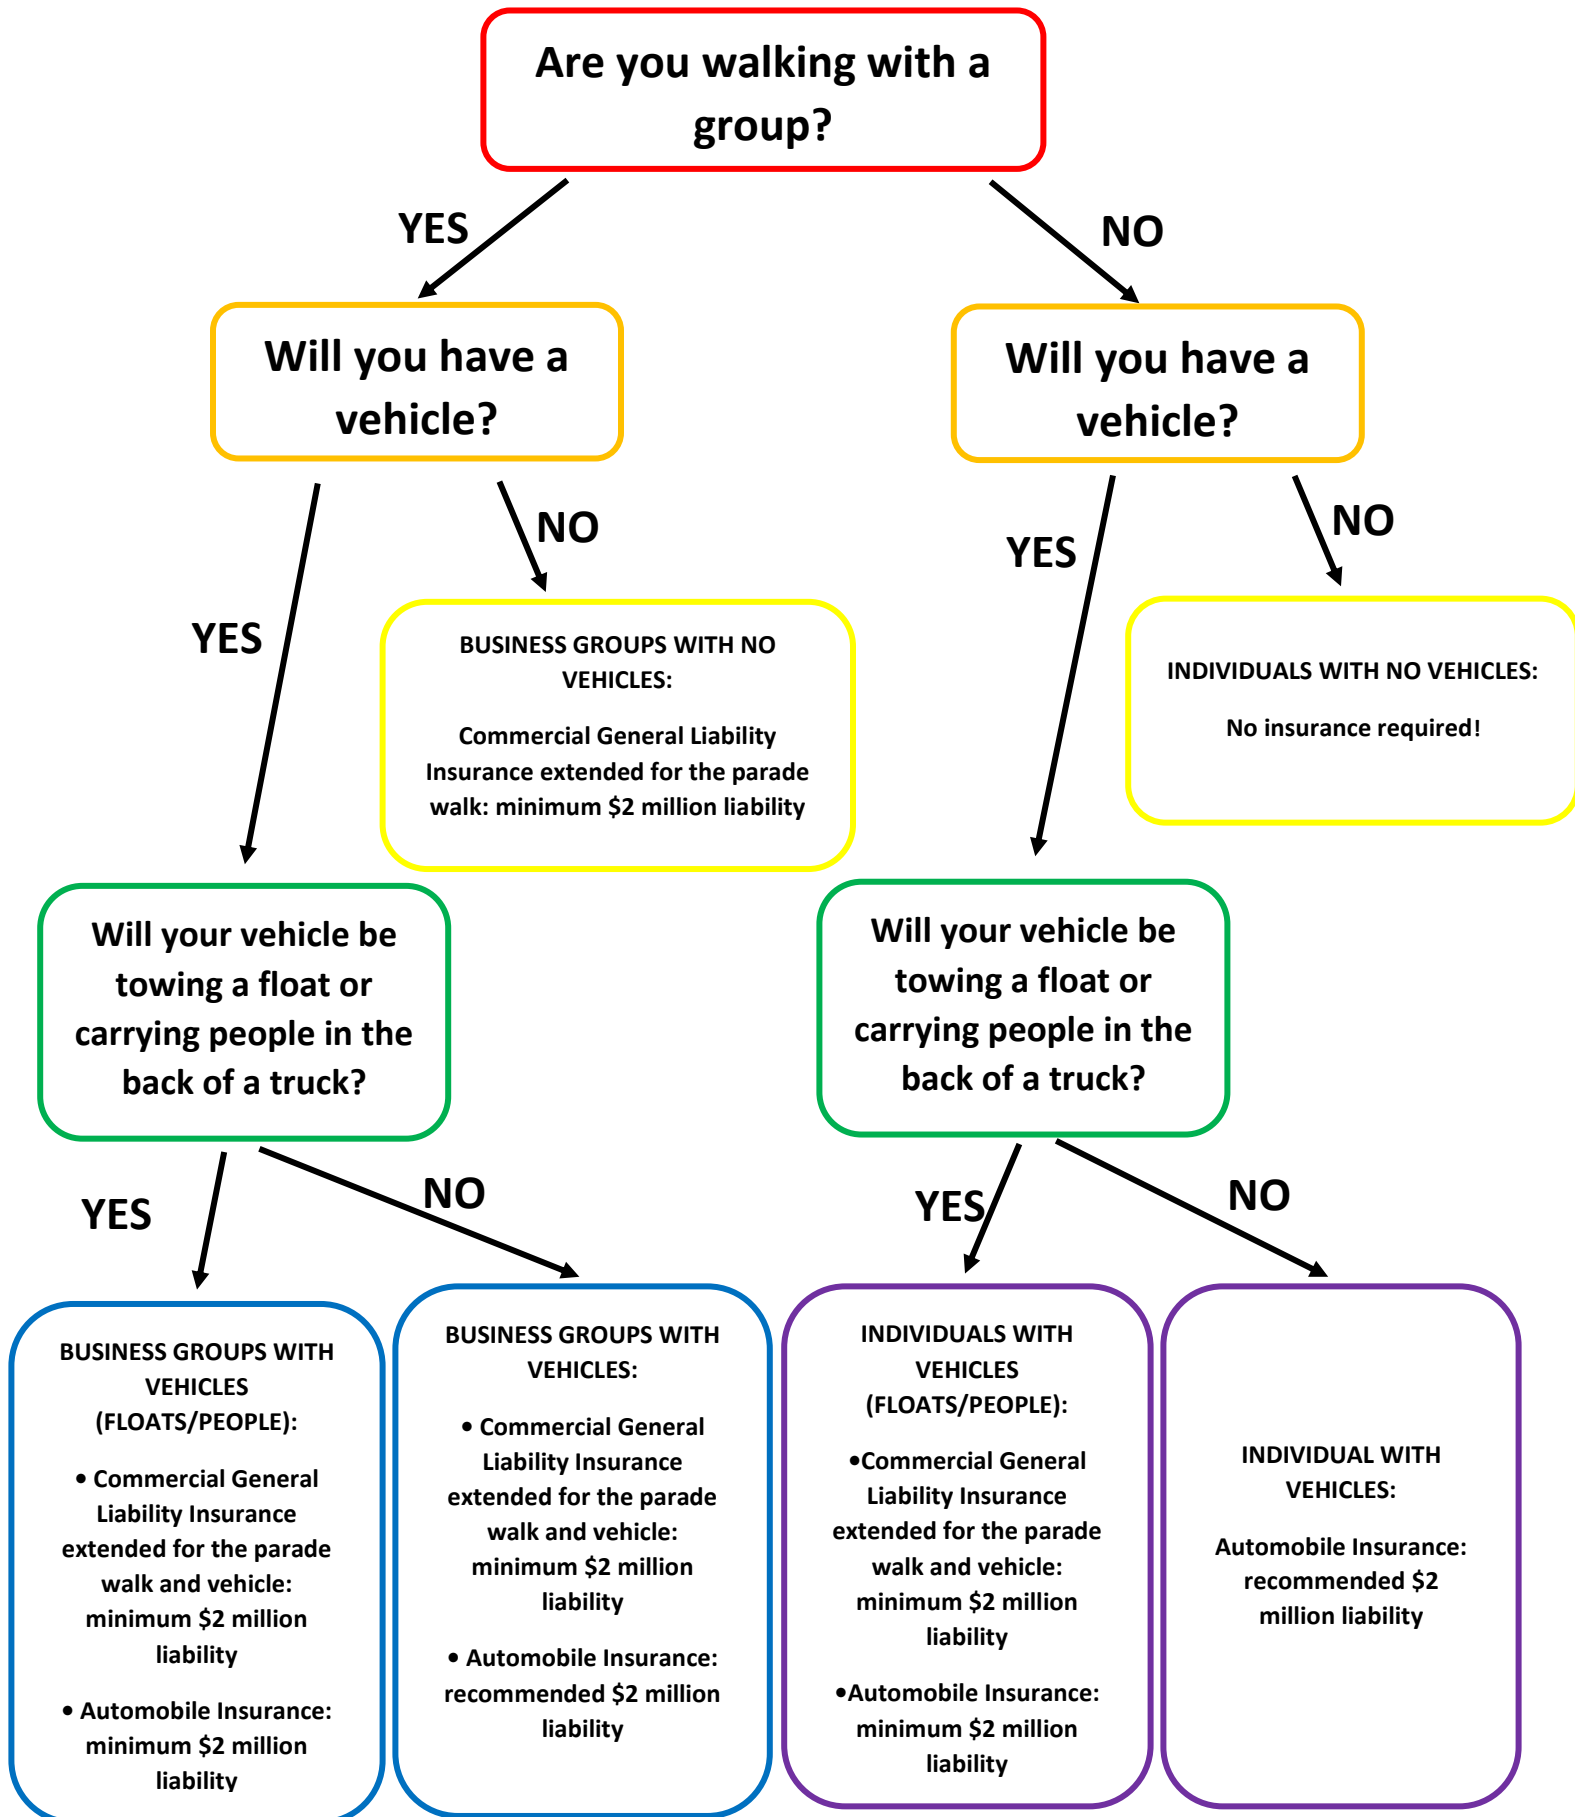 Are you walking with a
group?
YES
NO
Will you have a
vehicle?
Will you have a
vehicle?
NO
NO
YES
YES
BUSINESS GROUPS WITH NO
VEHICLES:
Commercial General Liability
Insurance extended for the parade
walk: minimum $2 million liability
INDIVIDUALS WITH NO VEHICLES:
No insurance required!
Will your vehicle be
towing a float or
carrying people in the
back of a truck?
Will your vehicle be
towing a float or
carrying people in the
back of a truck?
YES
NO
YES
NO
BUSINESS GROUPS WITH
VEHICLES
(FLOATS/PEOPLE):
• Commercial General
Liability Insurance
extended for the parade
walk and vehicle:
minimum $2 million
liability
• Automobile Insurance:
minimum $2 million
liability
BUSINESS GROUPS WITH
VEHICLES:
• Commercial General
Liability Insurance
extended for the parade
walk and vehicle:
minimum $2 million
liability
• Automobile Insurance:
recommended $2 million
liability
INDIVIDUALS WITH
VEHICLES
(FLOATS/PEOPLE):
•Commercial General
Liability Insurance
extended for the parade
walk and vehicle:
minimum $2 million
liability
•Automobile Insurance:
minimum $2 million
liability
INDIVIDUAL WITH
VEHICLES:
Automobile Insurance:
recommended $2
million liability